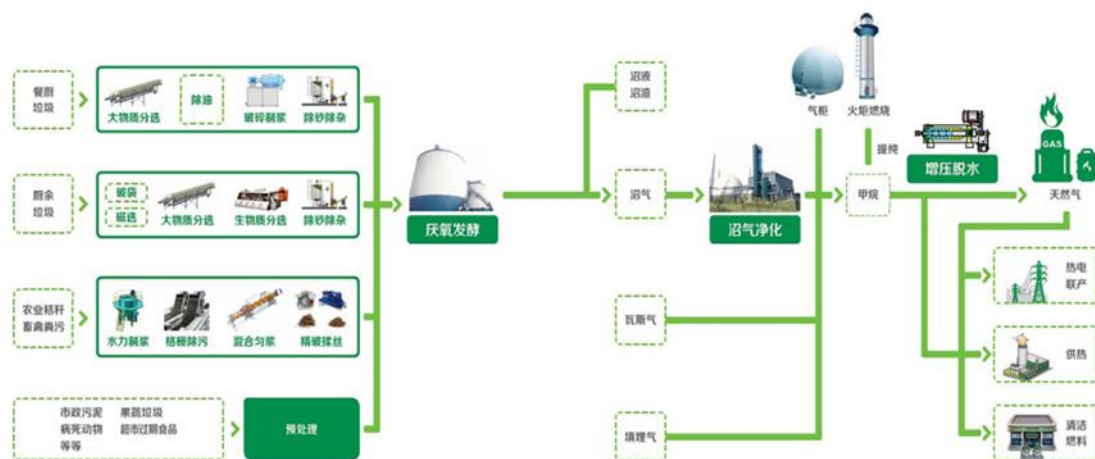 餐厨
垃圾
大物质分选
除油
破碎制浆
除砂除杂
厨余
垃圾
破袋
磁选
大物质分选
生物质分选
除砂除杂
农业秸秆
畜禽粪污
水力制浆
格栅除污
混合匀浆
精破揉丝
市政污泥 果蔬垃圾
病死动物 超市过期食品
等等
预处理
厌氧发酵
沼液
沼渣
沼气
沼气净化
瓦斯气
填埋气
气柜
火炬燃烧
提纯
甲烷
增压脱水
GAS
天然气
热电
联产
供热
清洁
燃料